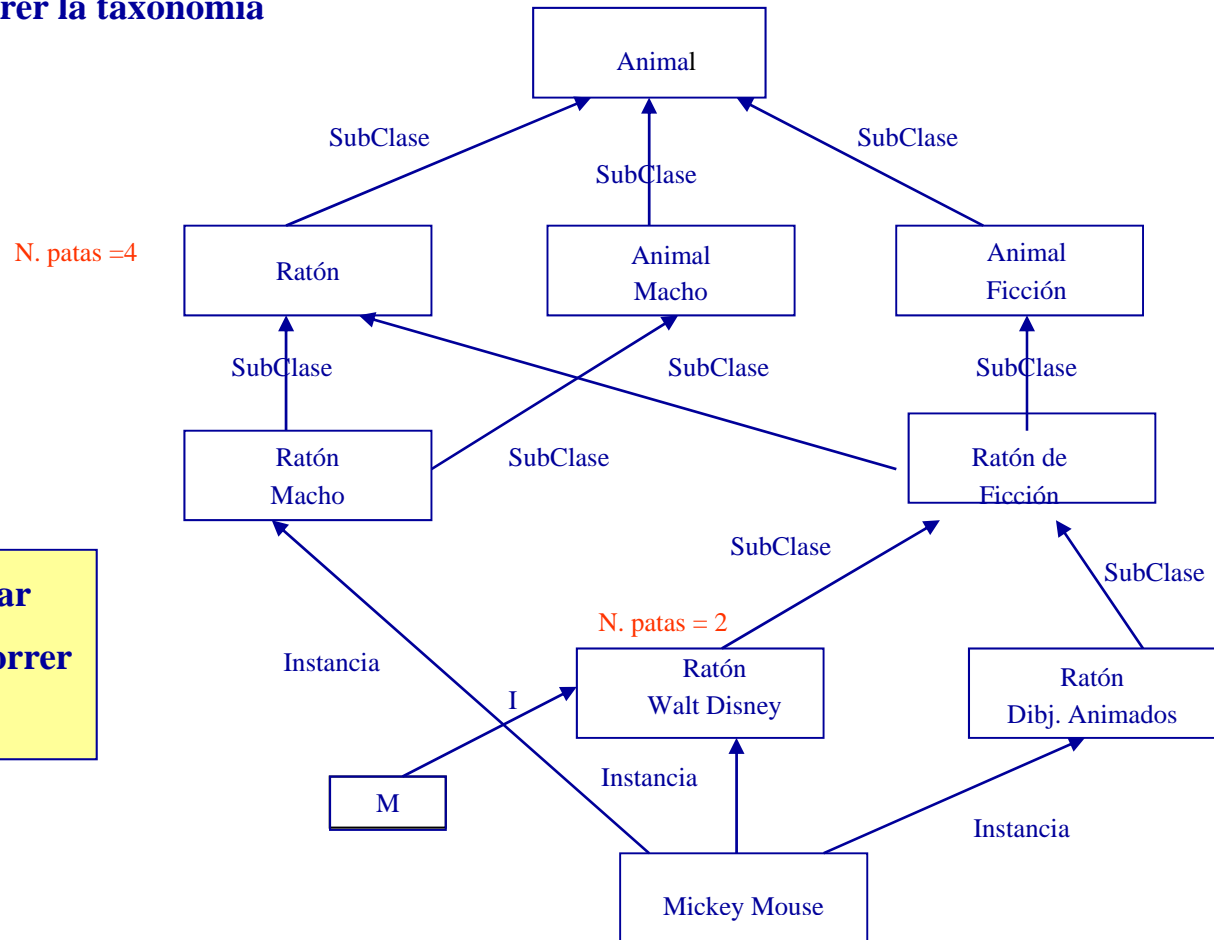 rer la taxonomía
Animal
SubClase
SubClase
SubClase
N. patas =4
Ratón
Animal
Macho
Animal
Ficción
SubClase
SubClase
SubClase
Ratón
Macho
SubClase
Ratón de
Ficción
SubClase
SubClase
ar
orrer
N. patas = 2
Instancia
I
Ratón
Walt Disney
Ratón
Dibj. Animados
Instancia
M
Instancia
Mickey Mouse